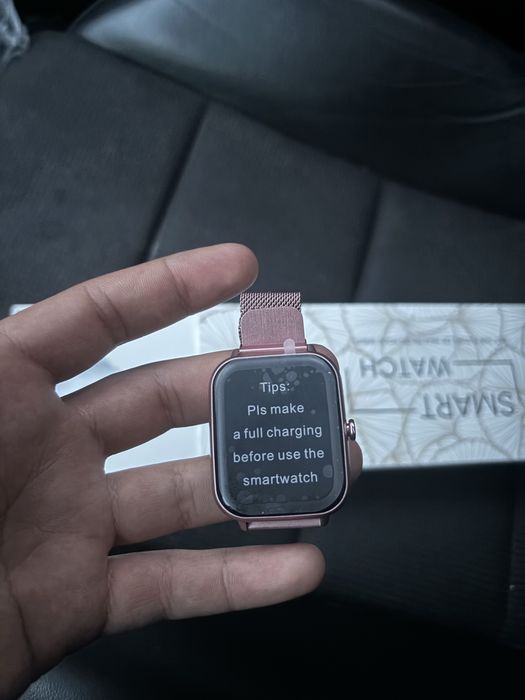 Tips:
Pls make
a full charging
before use the
smartwatch
SMART
WATCH